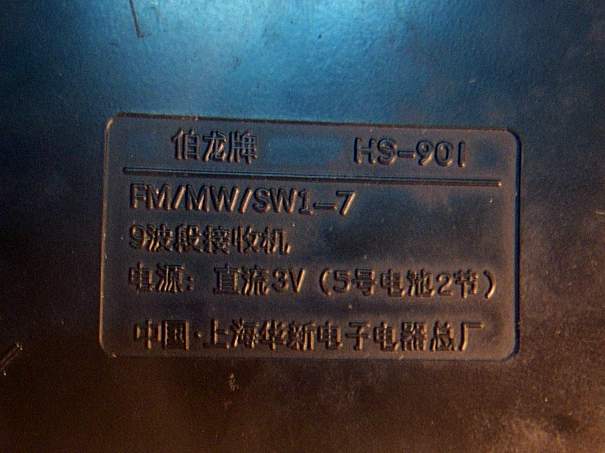 伯龙牌 HS-901
FM/MW/SW1-7
9波段接收机
电源：直流3V（5号电池2节）
中国·上海华新电子电器总厂